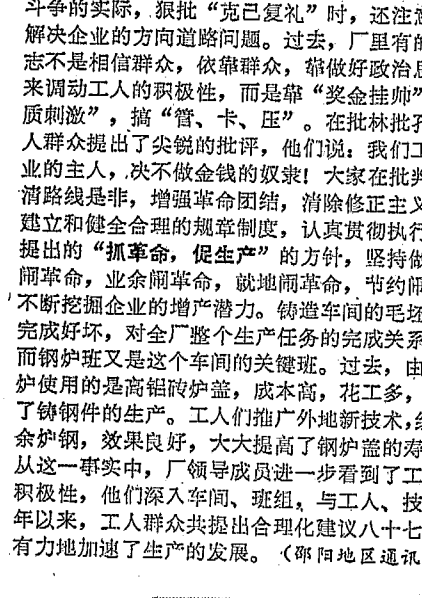 斗争的实际，狠批“克己复礼”时，还注意
解决企业的方向道路问题。过去，厂里有的
志不是相信群众，依靠群众，靠做好政治思
来调动工人的积极性，而是靠“奖金挂帅”
质刺激”，搞“管、卡、压”。在批林批孔
人群众提出了尖锐的批评，他们说：我们工
业的主人，决不做金钱的奴隶！大家在批判
清路线是非，增强革命团结，消除修正主义
建立和健全合理的规章制度，认真贯彻执行
提出的“抓革命，促生产”的方针，坚持做
闹革命，业余闹革命，就地闹革命，节约闹
不断挖掘企业的增产潜力。铸造车间的毛坯
完成好坏，对全厂整个生产任务的完成关系
而钢炉班又是这个车间的关键班。过去，由
炉使用的是高铝砖炉盖，成本高，花工多，
了铸钢件的生产。工人们推广外地新技术，
余炉钢，效果良好，大大提高了钢炉盖的寿
从这一事实中，厂领导成员进一步看到了工
积极性，他们深入车间、班组，与工人、技
年以来，工人群众共提出合理化建议八十七
有力地加速了生产的发展。（邵阳地区通讯